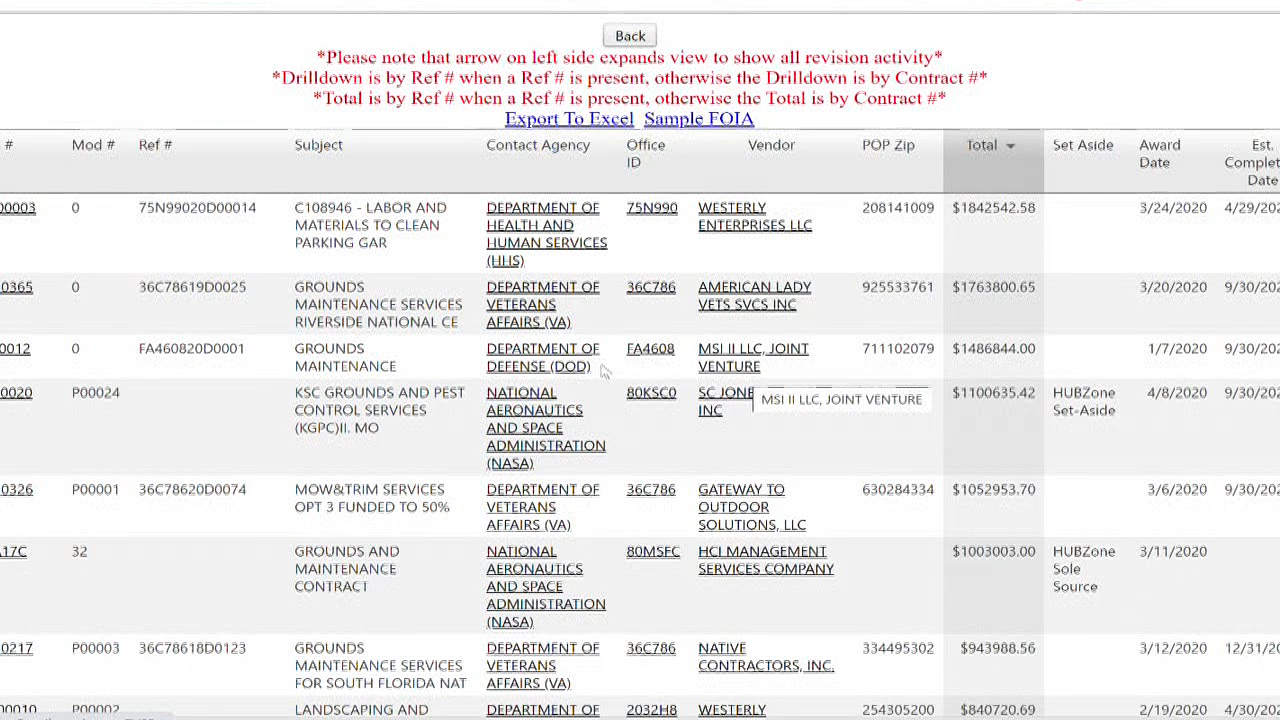 Back
*Please note that arrow on left side expands view to show all revision activity*
*Drilldown is by Ref # when a Ref # is present, otherwise the Drilldown is by Contract #*
*Total is by Ref # when a Ref # is present, otherwise the Total is by Contract #*
Export To Excel Sample FOIA
# Mod # Ref # Subject Contact Agency Office Vendor POP Zip Total Set Aside Award Est.
ID Date Complet
Date
00003 0 75N99020D00014 C108946 - LABOR AND DEPARTMENT OF 75N990 WESTERLY 208141009 $1842542.58 3/24/2020 4/29/202
MATERIALS TO CLEAN HEALTH AND ENTERPRISES LLC
PARKING GAR HUMAN SERVICES
(HHS)
0365 0 36C78619D0025 GROUNDS DEPARTMENT OF 36C786 AMERICAN LADY 925533761 $1763800.65 3/20/2020 9/30/202
MAINTENANCE SERVICES VETERANS VETS SVCS INC
RIVERSIDE NATIONAL CE AFFAIRS (VA)
0012 0 FA460820D0001 GROUNDS DEPARTMENT OF FA4608 MSI II LLC, JOINT 711102079 $1486844.00 1/7/2020 9/30/202
MAINTENANCE DEFENSE (DOD) VENTURE
0020 P00024 KSC GROUNDS AND PEST NATIONAL 80KSC0 SC JONE $1100635.42 HUBZone 4/8/2020 9/30/202
MSI II LLC, JOINT VENTURE
CONTROL SERVICES AERONAUTICS INC Set-Aside
(KGPC)II. MO AND SPACE
ADMINISTRATION
(NASA)
0326 P00001 36C78620D0074 MOW&TRIM SERVICES DEPARTMENT OF 36C786 GATEWAY TO 630284334 $1052953.70 3/6/2020 9/30/202
OPT 3 FUNDED TO 50% VETERANS OUTDOOR
AFFAIRS (VA) SOLUTIONS, LLC
17C 32 GROUNDS AND NATIONAL 80MSFC HCI MANAGEMENT $1003003.00 HUBZone 3/11/2020
MAINTENANCE AERONAUTICS SERVICES COMPANY Sole
CONTRACT AND SPACE Source
ADMINISTRATION
(NASA)
0217 P00003 36C78618D0123 GROUNDS DEPARTMENT OF 36C786 NATIVE 334495302 $943988.56 3/12/2020 12/31/20
MAINTENANCE SERVICES VETERANS CONTRACTORS, INC.
FOR SOUTH FLORIDA NAT AFFAIRS (VA)
00010 P00002 LANDSCAPING AND DEPARTMENT OF 2032H8 WESTERLY 254305200 $840720.69 2/19/2020 4/30/202